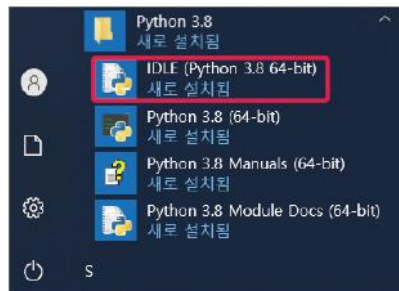 Python 3.8
새로 설치됨
IDLE (Python 3.8 64-bit)
새로 설치됨
Python 3.8 (64-bit)
새로 설치됨
Python 3.8 Manuals (64-bit)
새로 설치됨
Python 3.8 Module Docs (64-bit)
새로 설치됨
S